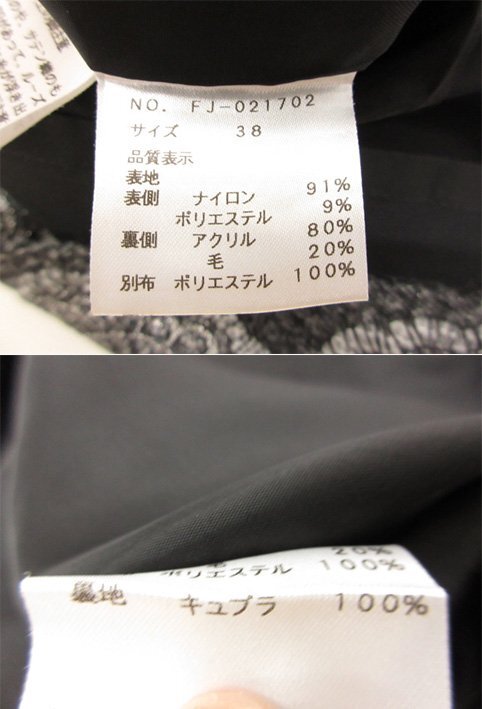 NO. FJ-021702
サイズ 38
品質表示
表地
表側 ナイロン 91%
ポリエステル 9%
裏側 アクリル 80%
毛 20%
別布 ポリエステル 100%
20%
ポリエステル 100%
裏地 キュプラ 100%